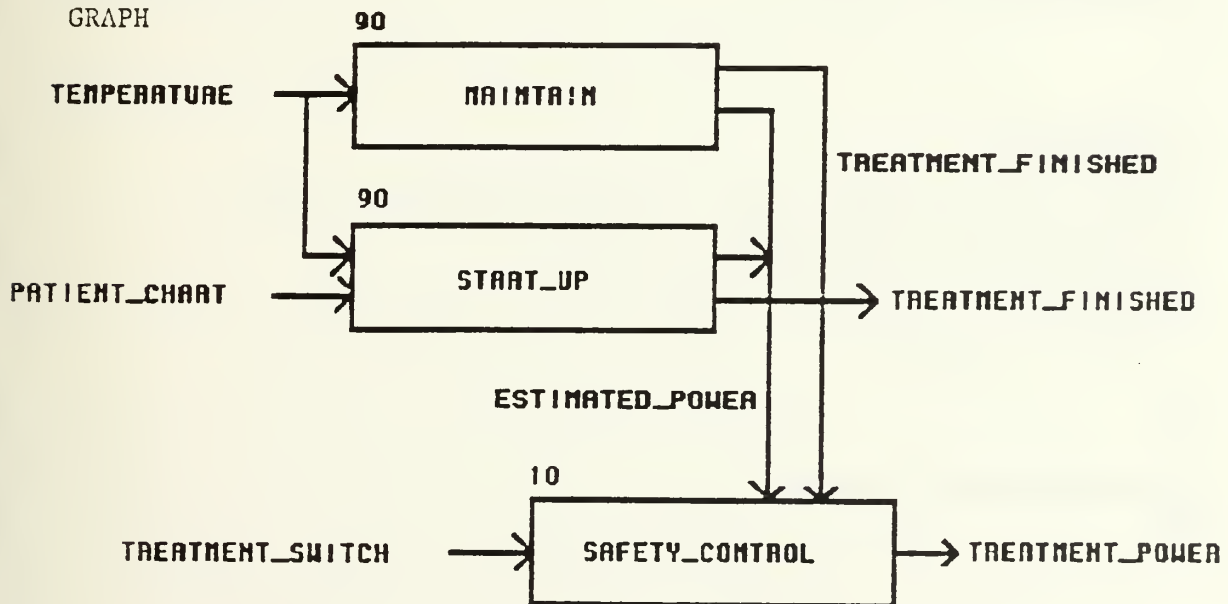 GRAPH
90
TEMPERATURE
MAINTAIN
TREATMENT_FINISHED
90
START_UP
PATIENT_CHART
TREATMENT_FINISHED
ESTIMATED_POWER
10
TREATMENT_SWITCH
SAFETY_CONTROL
TREATMENT_POWER